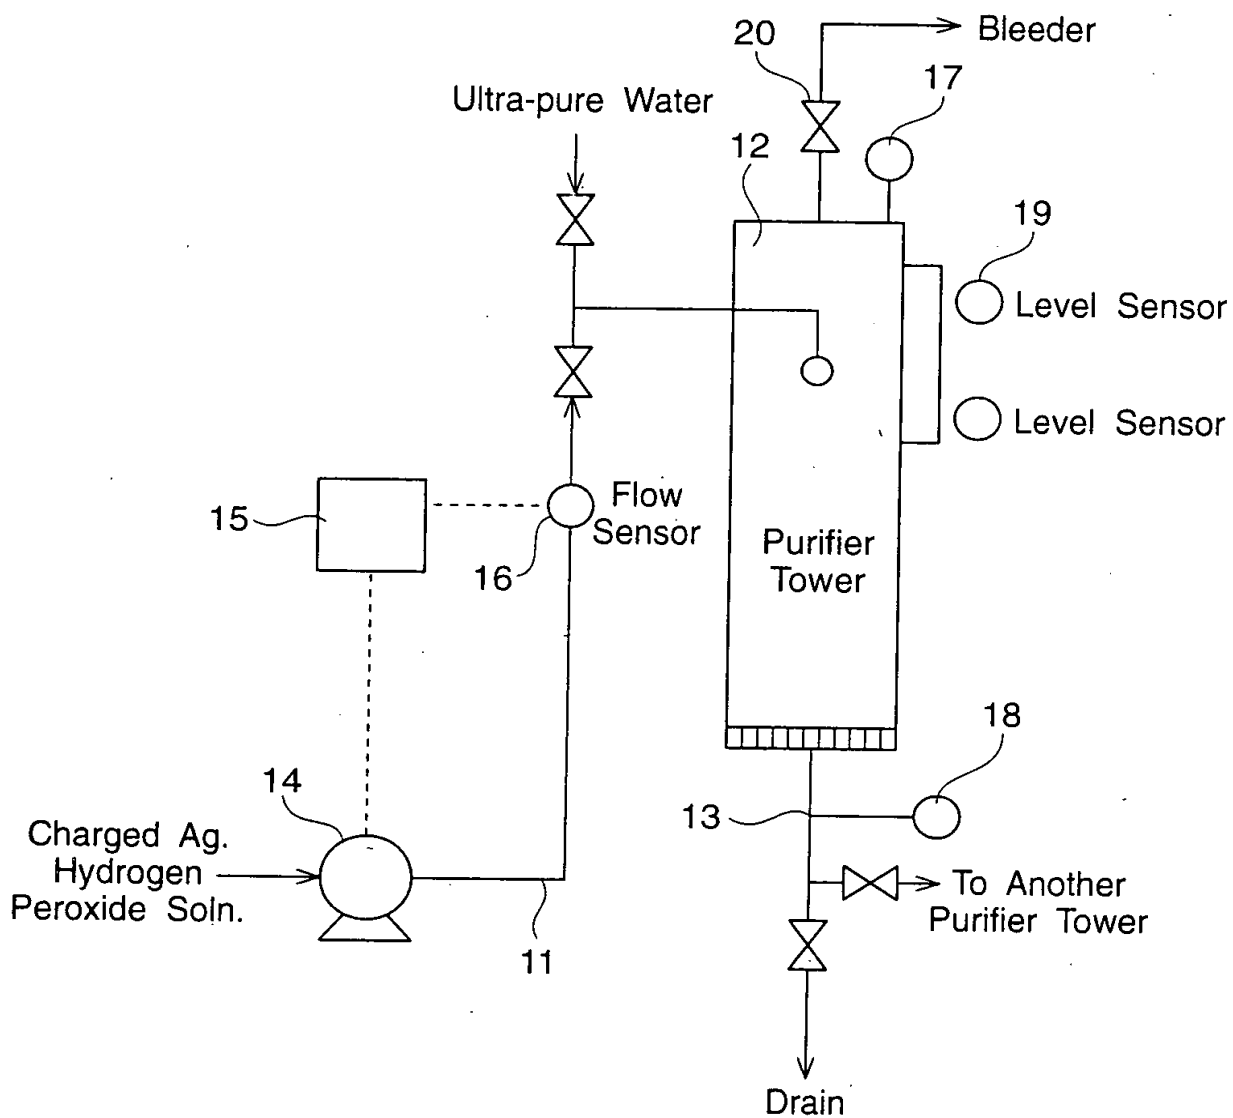 20
Bleeder
17
Ultra-pure Water
12
19
Level Sensor
Level Sensor
Flow
Sensor
15
16
Purifier
Tower
18
14
13
Charged Ag.
Hydrogen
Peroxide Soln.
To Another
Purifier Tower
11
Drain